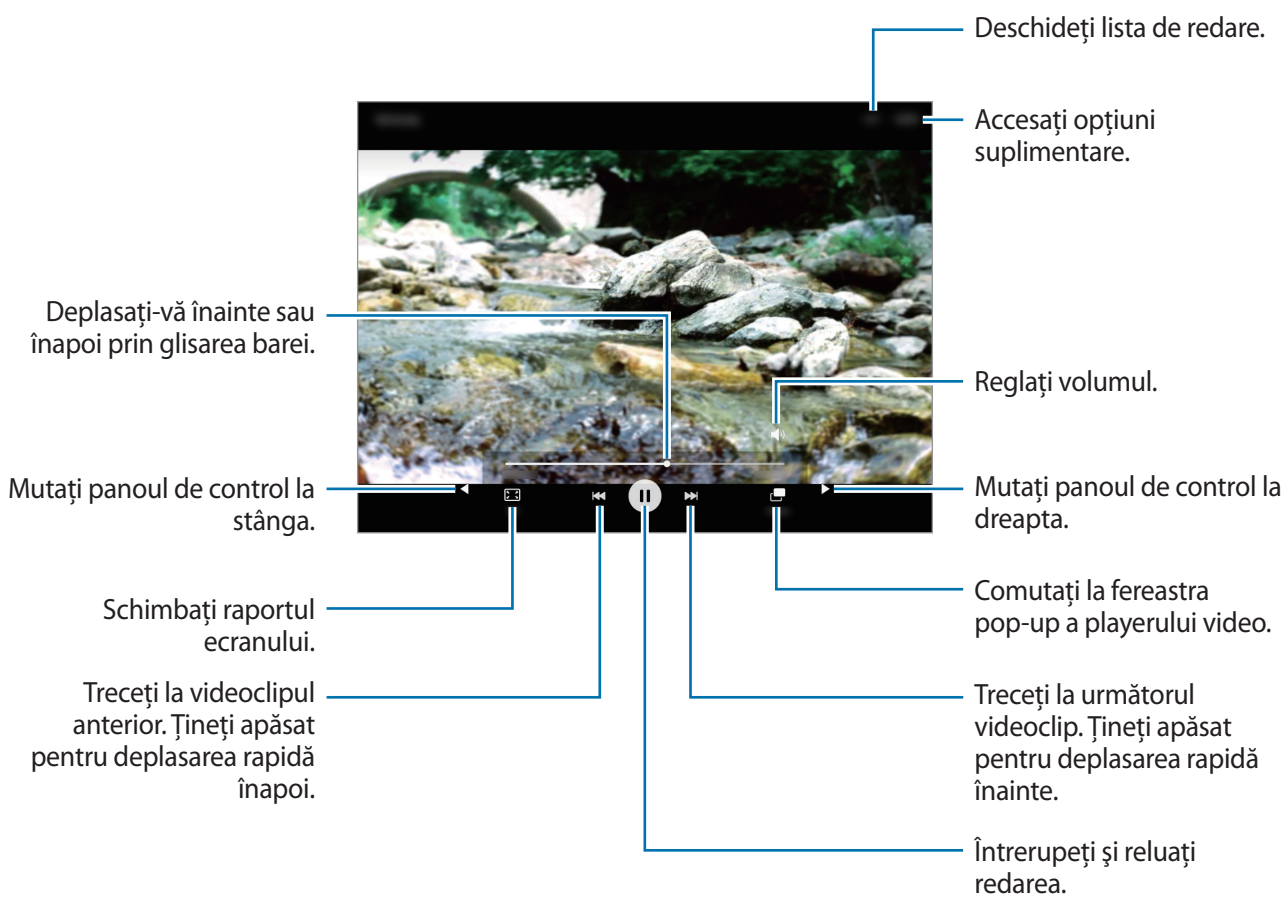 Deschideți lista de redare.
Accesați opțiuni
suplimentare.
Deplasați-vă înainte sau
înapoi prin glisarea barei.
Reglați volumul.
Mutați panoul de control la
stânga.
Mutați panoul de control la
dreapta.
Schimbați raportul
ecranului.
Comutați la fereastra
pop-up a playerului video.
Treceți la videoclipul
anterior. Țineți apăsat
pentru deplasarea rapidă
înapoi.
Treceți la următorul
videoclip. Țineți apăsat
pentru deplasarea rapidă
înainte.
Întrerupeți şi reluați
redarea.